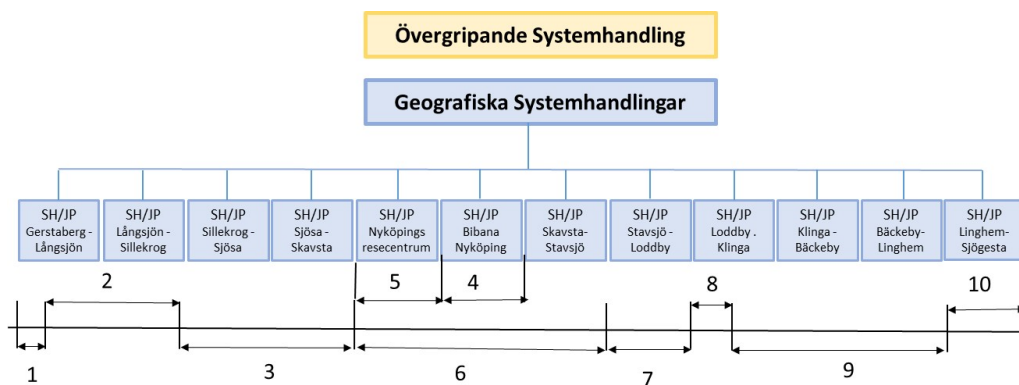 Övergripande Systemhandling
Geografiska Systemhandlingar
SH/JP
Gerstaberg -
Långsjön
SH/JP
Långsjön -
Sillekrog
SH/JP
Sillekrog –
Sjösa
SH/JP
Sjösa -
Skavsta
SH/JP
Nyköpings
resecentrum
SH/JP
Bibana
Nyköping
SH/JP
Skavsta-
Stavsjö
SH/JP
Stavsjö -
Loddby
SH/JP
Loddby .
Klinga
SH/JP
Klinga -
Bäckeby
SH/JP
Bäckeby-
Linghem
SH/JP
Linghem-
Sjögesta
2
5
4
8
10
1
3
6
7
9